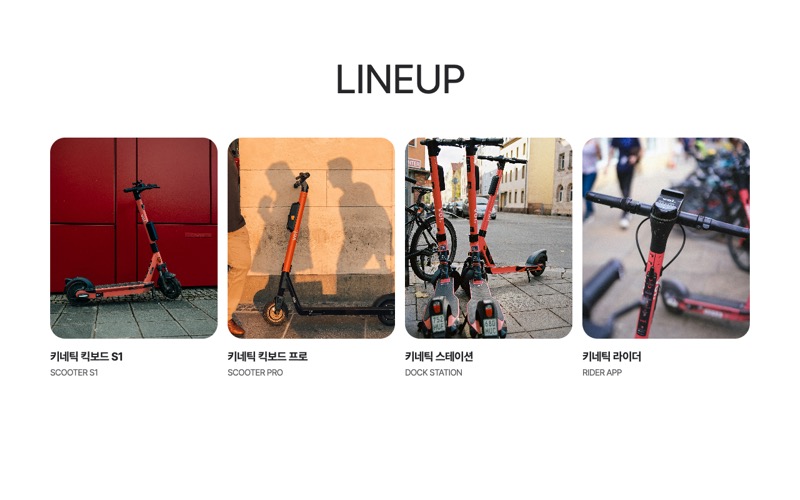 LINEUP
키네틱 킥보드 S1
SCOOTER S1
키네틱 킥보드 프로
SCOOTER PRO
키네틱 스테이션
DOCK STATION
키네틱 라이더
RIDER APP